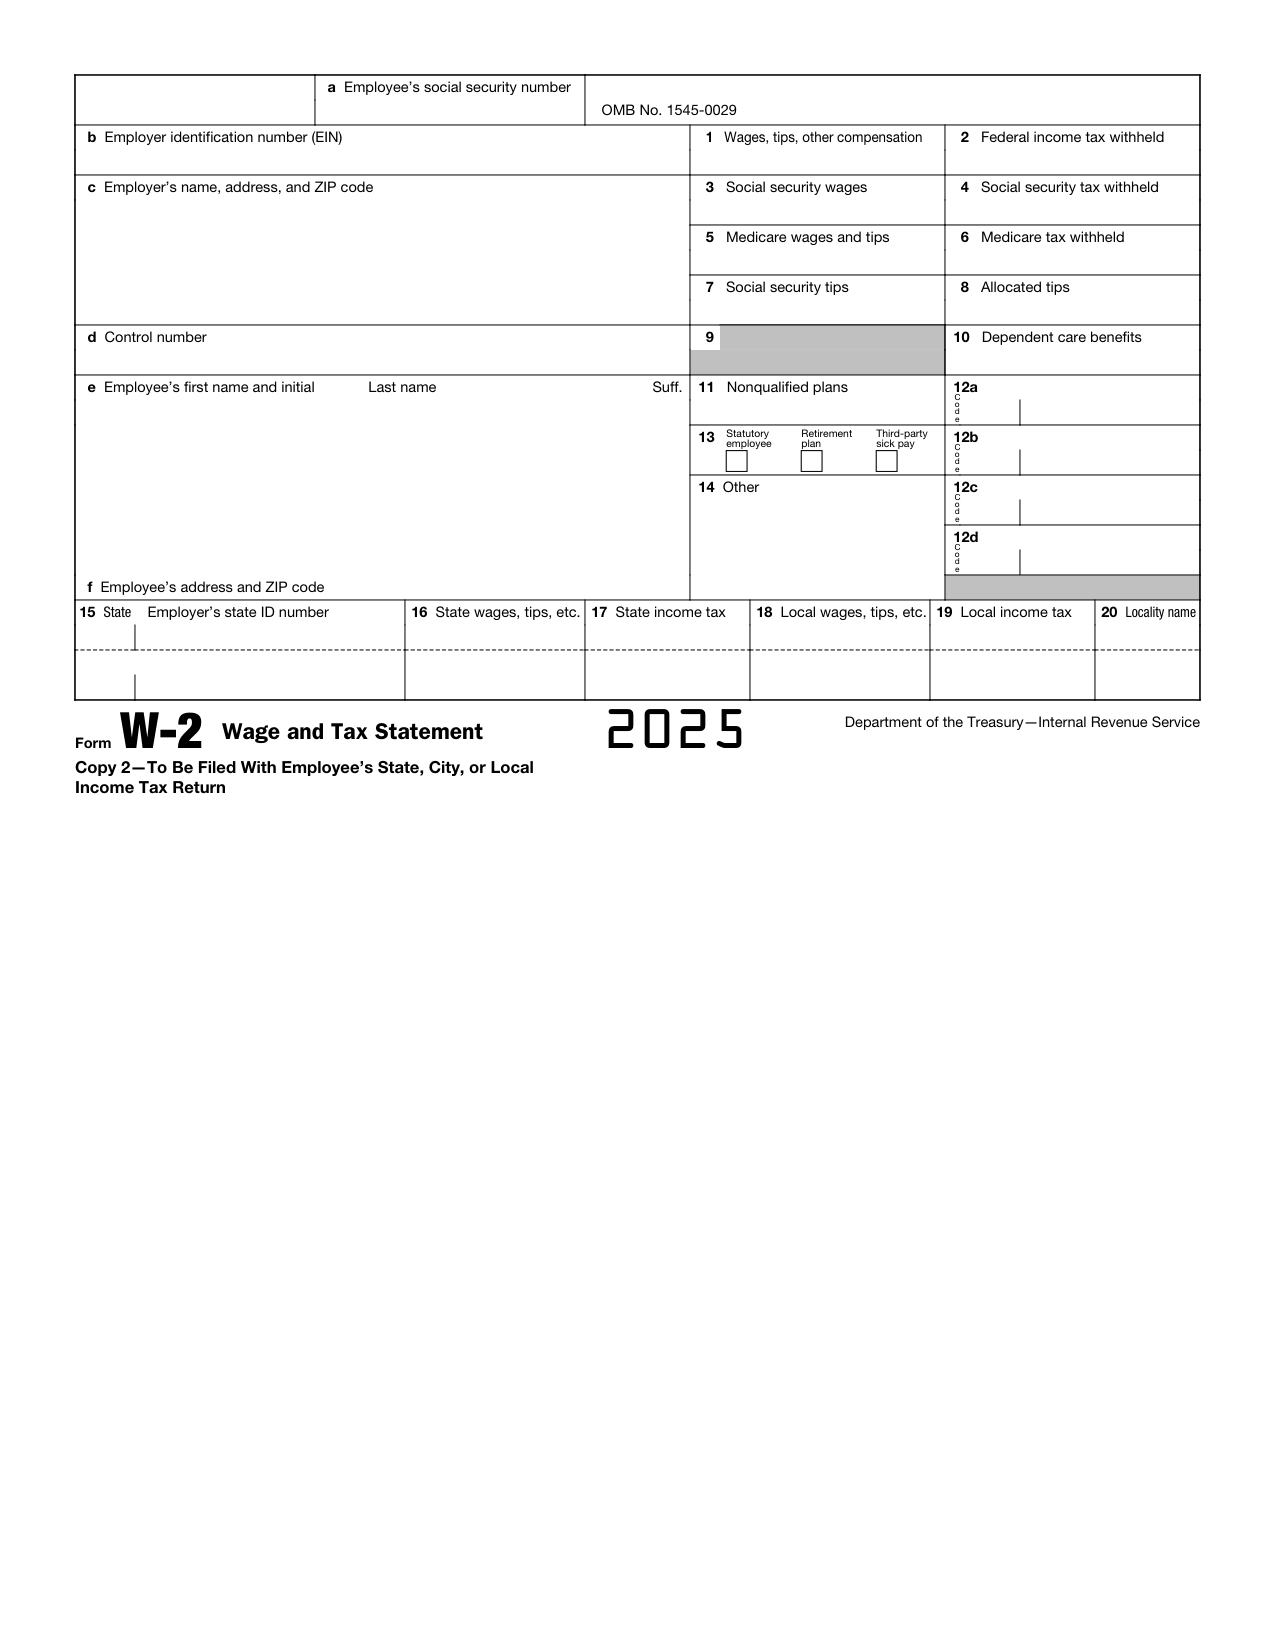 a Employee’s social security number
OMB No. 1545-0029
b Employer identification number (EIN)
1 Wages, tips, other compensation
2 Federal income tax withheld
c Employer’s name, address, and ZIP code
3 Social security wages
4 Social security tax withheld
5 Medicare wages and tips
6 Medicare tax withheld
7 Social security tips
8 Allocated tips
d Control number
9
10 Dependent care benefits
e Employee’s first name and initial
Last name
Suff.
11 Nonqualified plans
12a
Code
13
Statutory
employee
Retirement
plan
Third-party
sick pay
12b
Code
14 Other
12c
Code
12d
Code
f Employee’s address and ZIP code
15 State
Employer’s state ID number
16 State wages, tips, etc.
17 State income tax
18 Local wages, tips, etc.
19 Local income tax
20 Locality name
Form W-2 Wage and Tax Statement
2025
Department of the Treasury—Internal Revenue Service
Copy 2—To Be Filed With Employee’s State, City, or Local
Income Tax Return